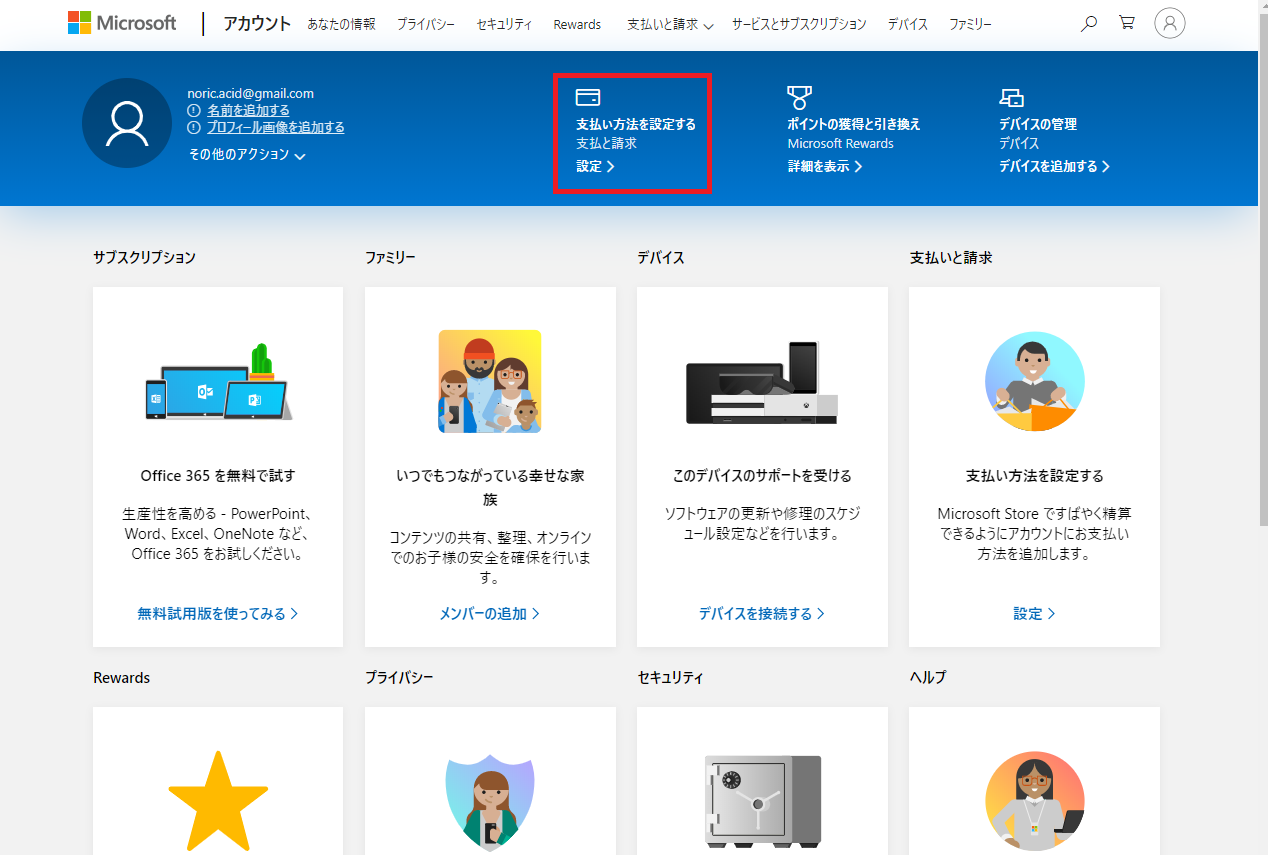 Microsoft アカウント あなたの情報 プライバシー セキュリティ Rewards 支払いと請求 サービスとサブスクリプション デバイス ファミリー
noric.acid@gmail.com
名前を追加する
プロフィール画像を追加する
その他のアクション
支払い方法を設定する
支払と請求
設定
ポイントの獲得と引き換え
Microsoft Rewards
詳細を表示
デバイスの管理
デバイス
デバイスを追加する
サブスクリプション
Office 365 を無料で試す
生産性を高める - PowerPoint、
Word、Excel、OneNote など、
Office 365 をお試しください。
無料試用版を使ってみる
ファミリー
いつでもつながっている幸せな家
族
コンテンツの共有、整理、オンライン
でのお子様の安全を確保を行いま
す。
メンバーの追加
デバイス
このデバイスのサポートを受ける
ソフトウェアの更新や修理のスケジ
ュール設定などを行います。
デバイスを接続する
支払いと請求
支払い方法を設定する
Microsoft Store ですばやく精算
できるようにアカウントにお支払い
方法を追加します。
設定
Rewards
プライバシー
セキュリティ
ヘルプ